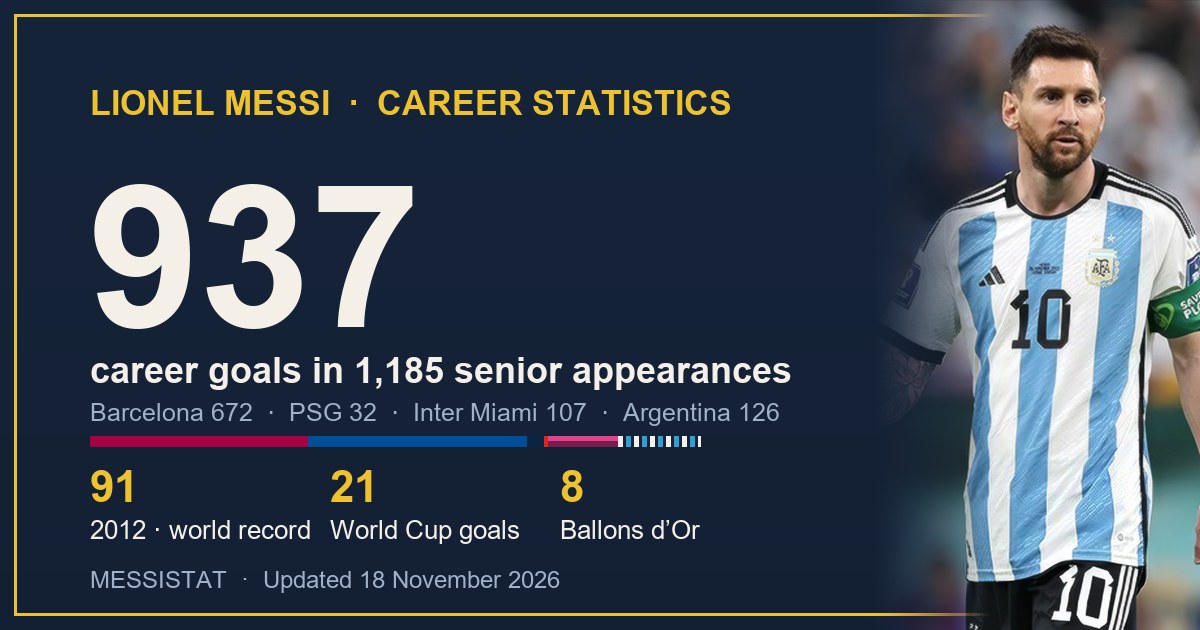 LIONEL MESSI · CAREER STATISTICS
937
career goals in 1,185 senior appearances
Barcelona 672 · PSG 32 · Inter Miami 107 · Argentina 126
91 21 8
2012 · world record World Cup goals Ballons d’Or
MESSISTAT · Updated 18 November 2026
AFA
10
10